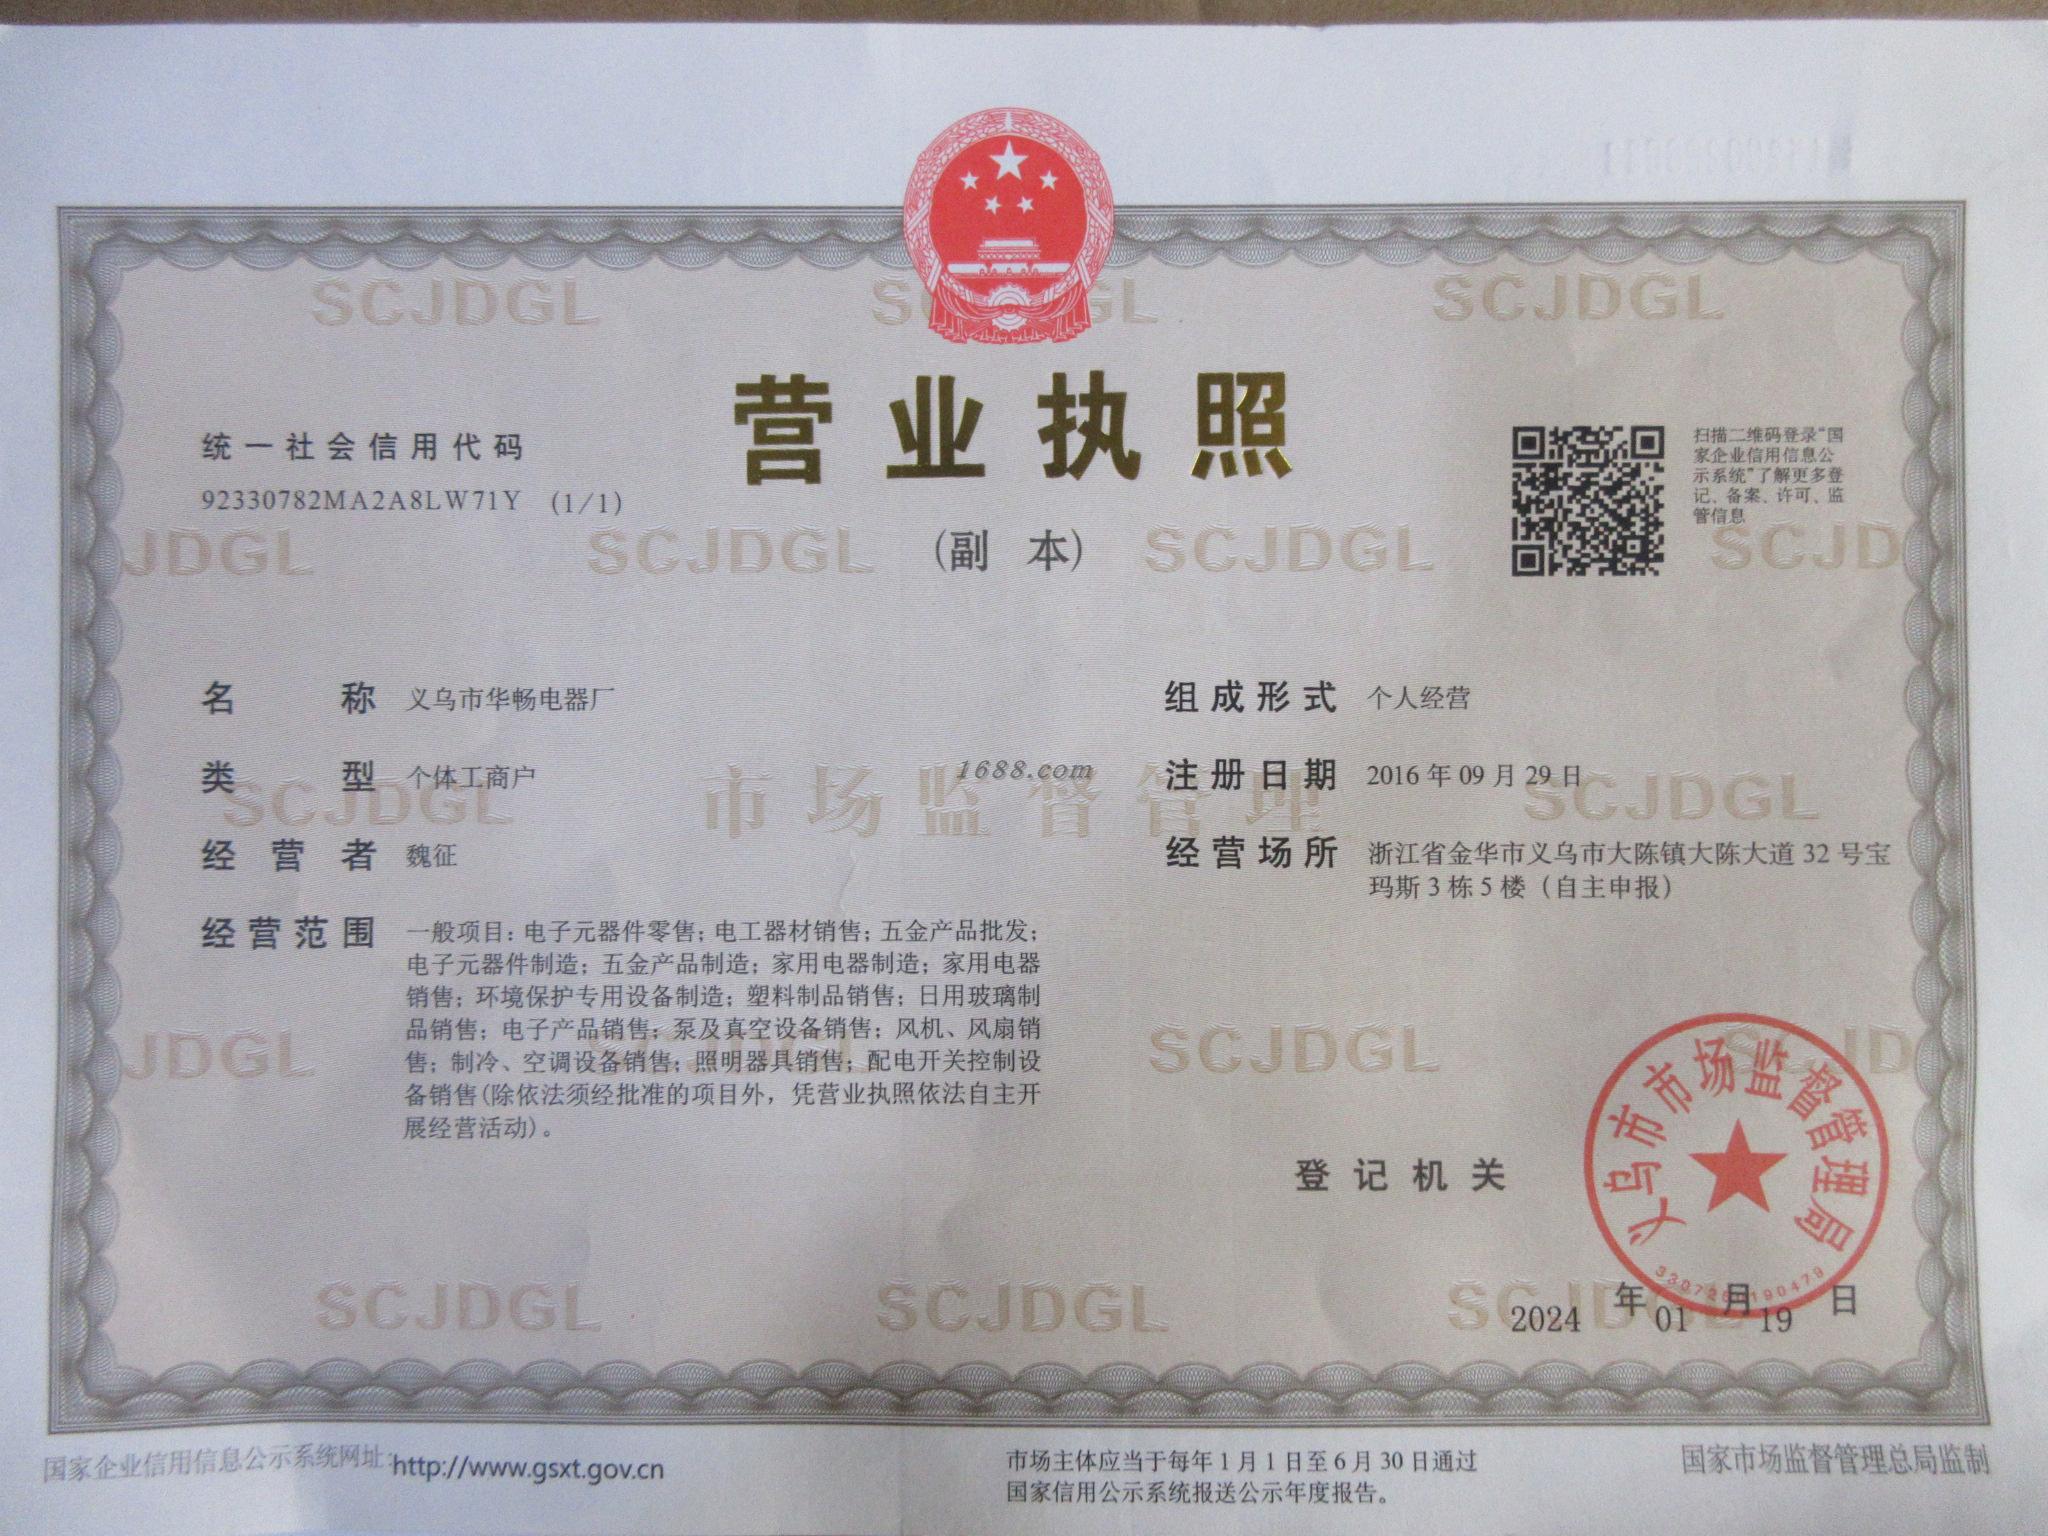 营业执照
(副 本)
统一社会信用代码
92330782MA2A8LW71Y (1/1)
扫描二维码登录“国
家企业信用信息公
示系统”了解更多登
记、备案、许可、监
管信息
名 称 义乌市华畅电器厂
类 型 个体工商户
经 营 者 魏征
经营范围 一般项目：电子元器件零售；电工器材销售；五金产品批发；
电子元器件制造；五金产品制造；家用电器制造；家用电器
销售；环境保护专用设备制造；塑料制品销售；日用玻璃制
品销售；电子产品销售；泵及真空设备销售；风机、风扇销
售；制冷、空调设备销售；照明器具销售；配电开关控制设
备销售(除依法须经批准的项目外，凭营业执照依法自主开
展经营活动)。
组成形式 个人经营
注册日期 2016 年 09 月 29 日
经营场所 浙江省金华市义乌市大陈镇大陈大道 32 号宝
玛斯 3 栋 5 楼（自主申报）
1688.com
市场监督管理
SCJDGL
登记机关
义乌市市场监督管理局
2024 年 01 月 19 日
国家企业信用信息公示系统网址：http://www.gsxt.gov.cn
市场主体应当于每年 1 月 1 日至 6 月 30 日通过
国家信用公示系统报送公示年度报告。
国家市场监督管理总局监制